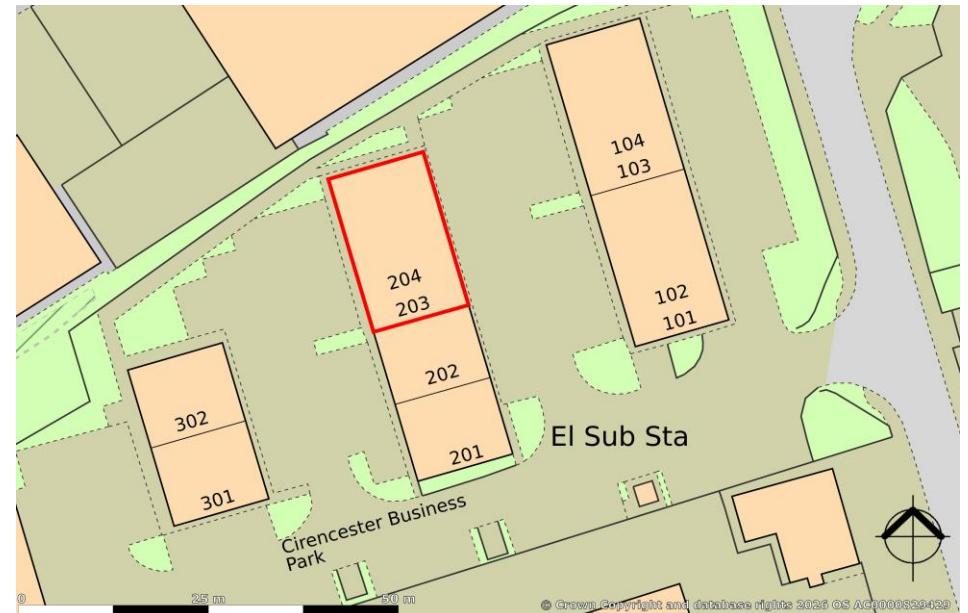 104
103
204
203
102
101
202
302
201
301
El Sub Sta
Cirencester Business
Park
0
25 m
50 m
© Crown Copyright and database rights 2026 OS AC0000829429